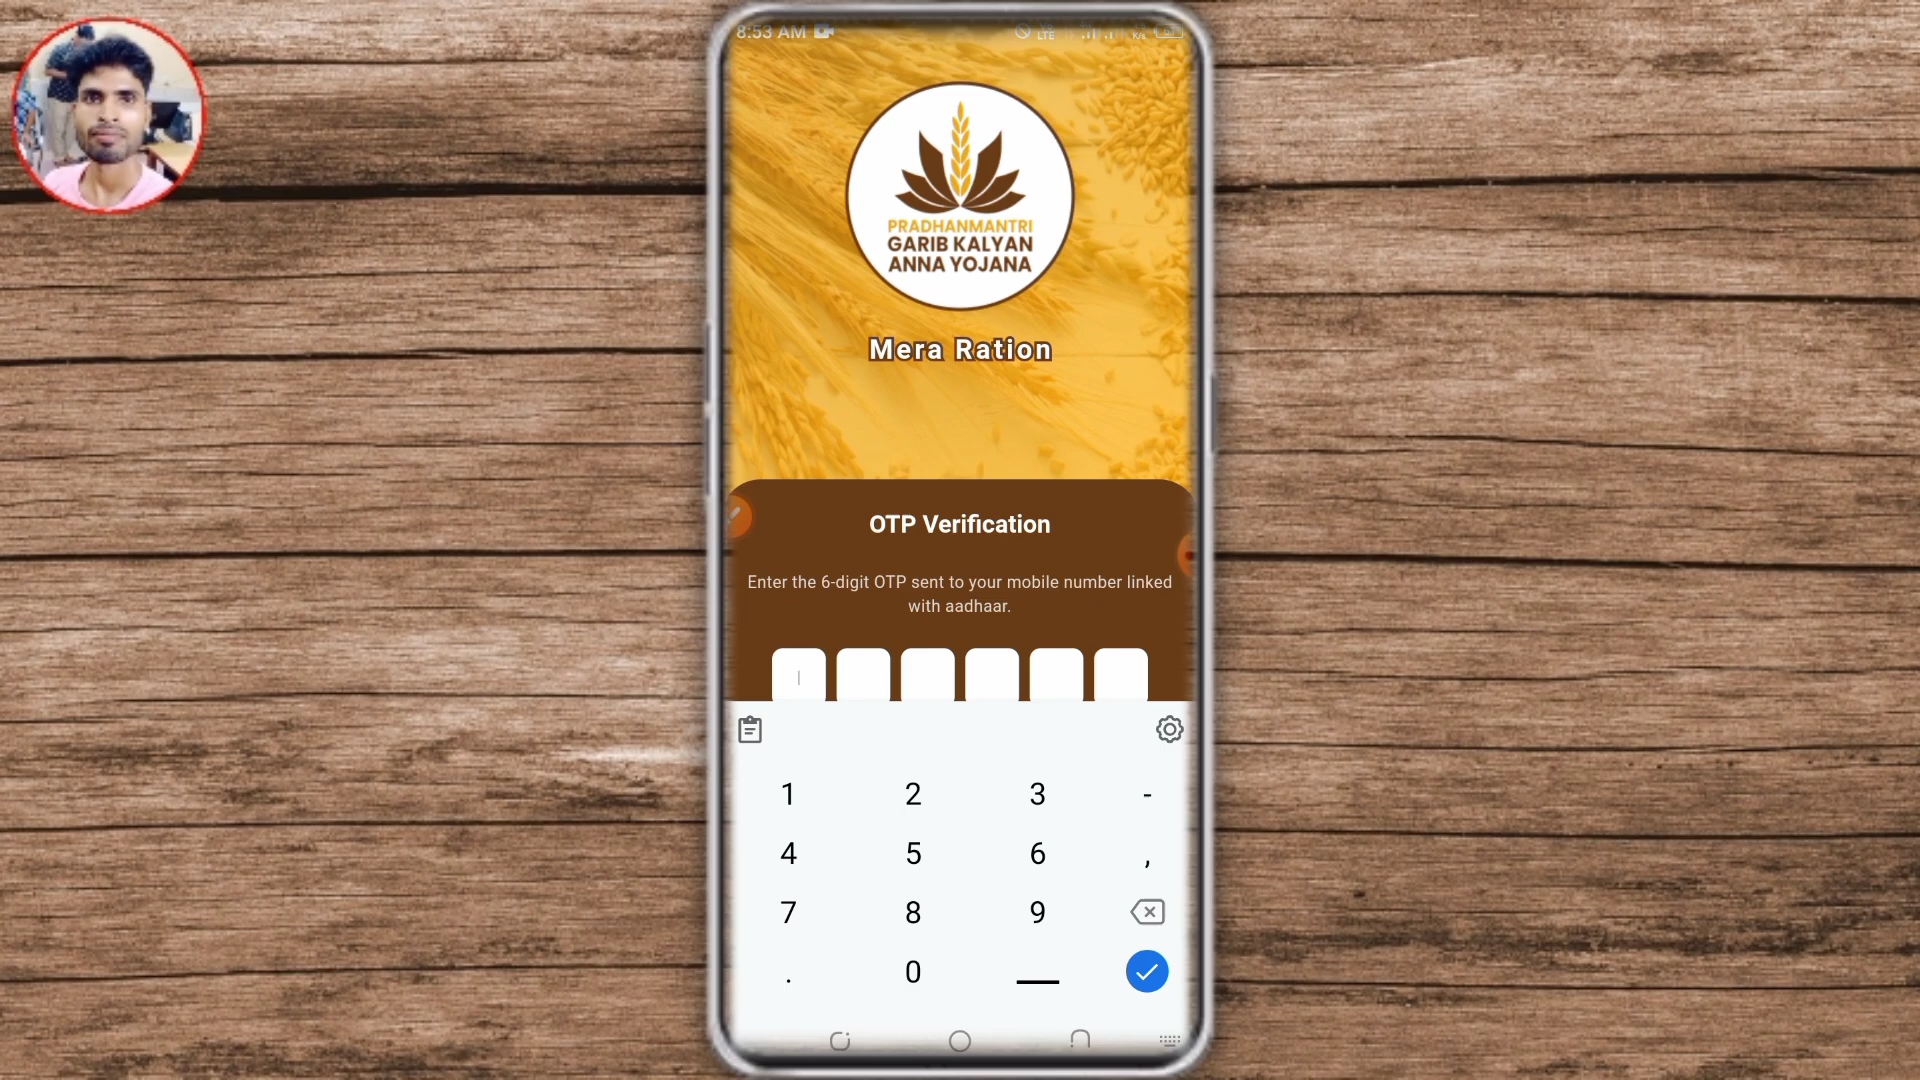 8:53 AM
PRADHANMANTRI
GARIB KALYAN
ANNA YOJANA
Mera Ration
OTP Verification
Enter the 6-digit OTP sent to your mobile number linked
with aadhaar.
1 2 3 -
4 5 6 ,
7 8 9
. 0